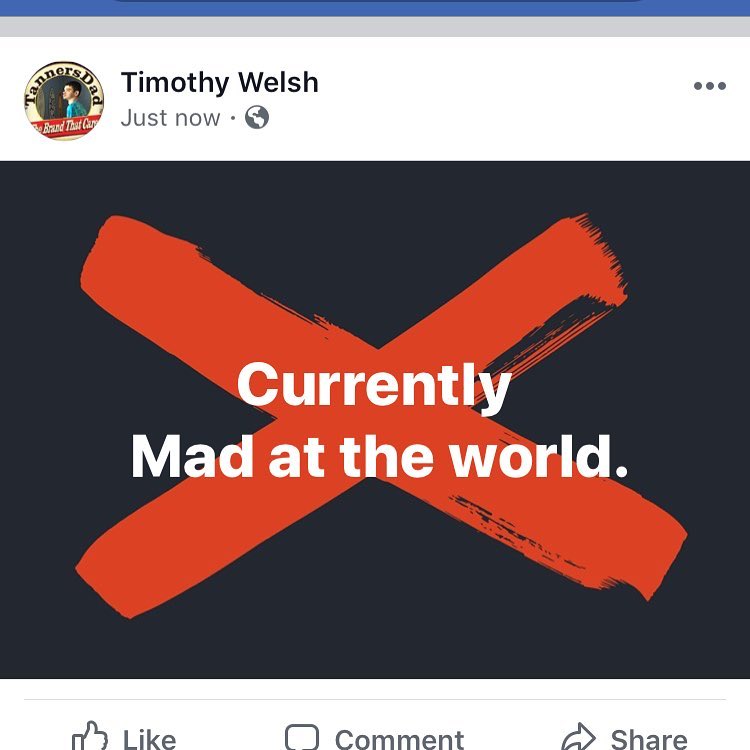 TannersDad
The Brand That Cares
Timothy Welsh
Just now ·
Currently
Mad at the world.
Like
Comment
Share